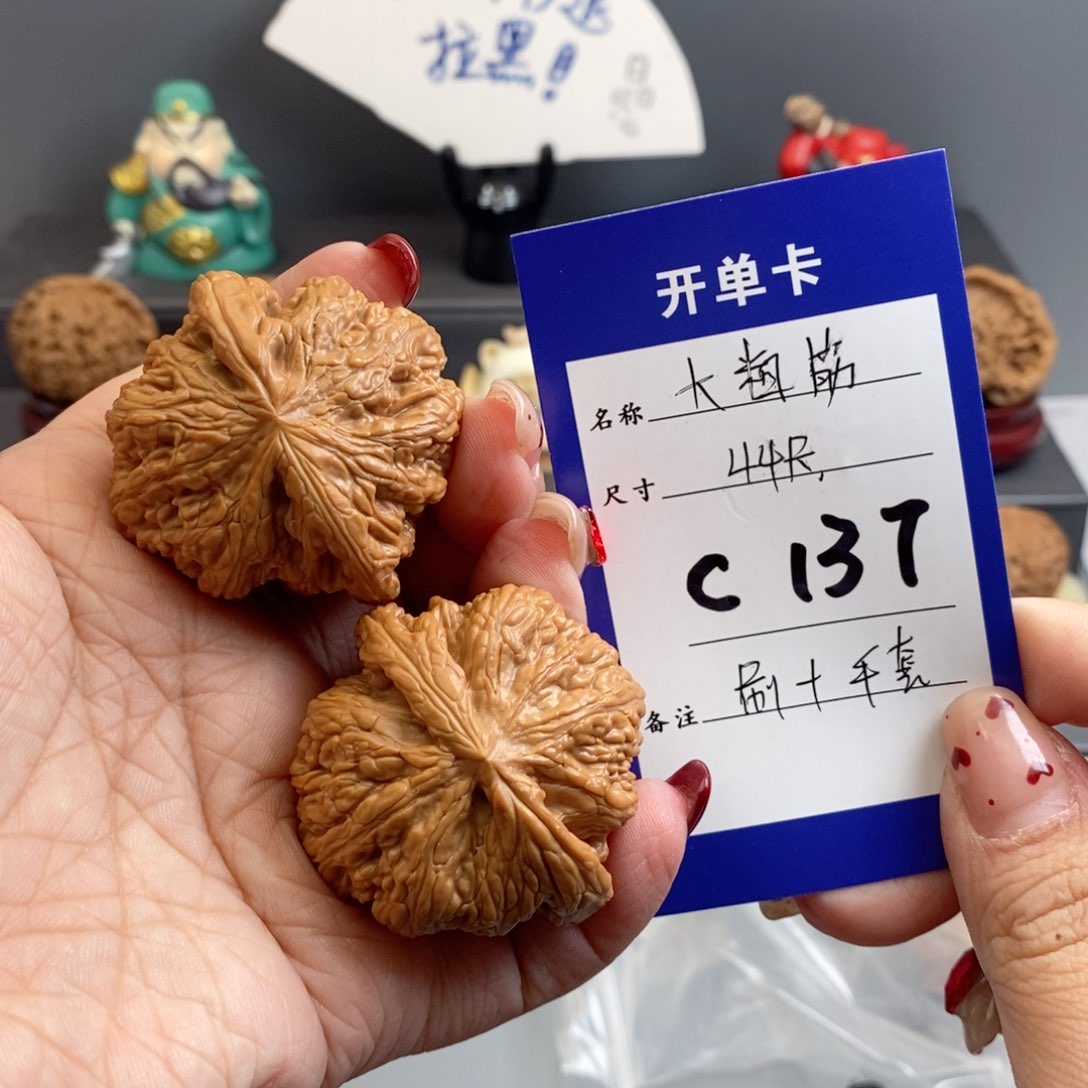 拉黑！
开单卡
名称 大菊筋
尺寸 44R,
C 137
备注 刷十手套